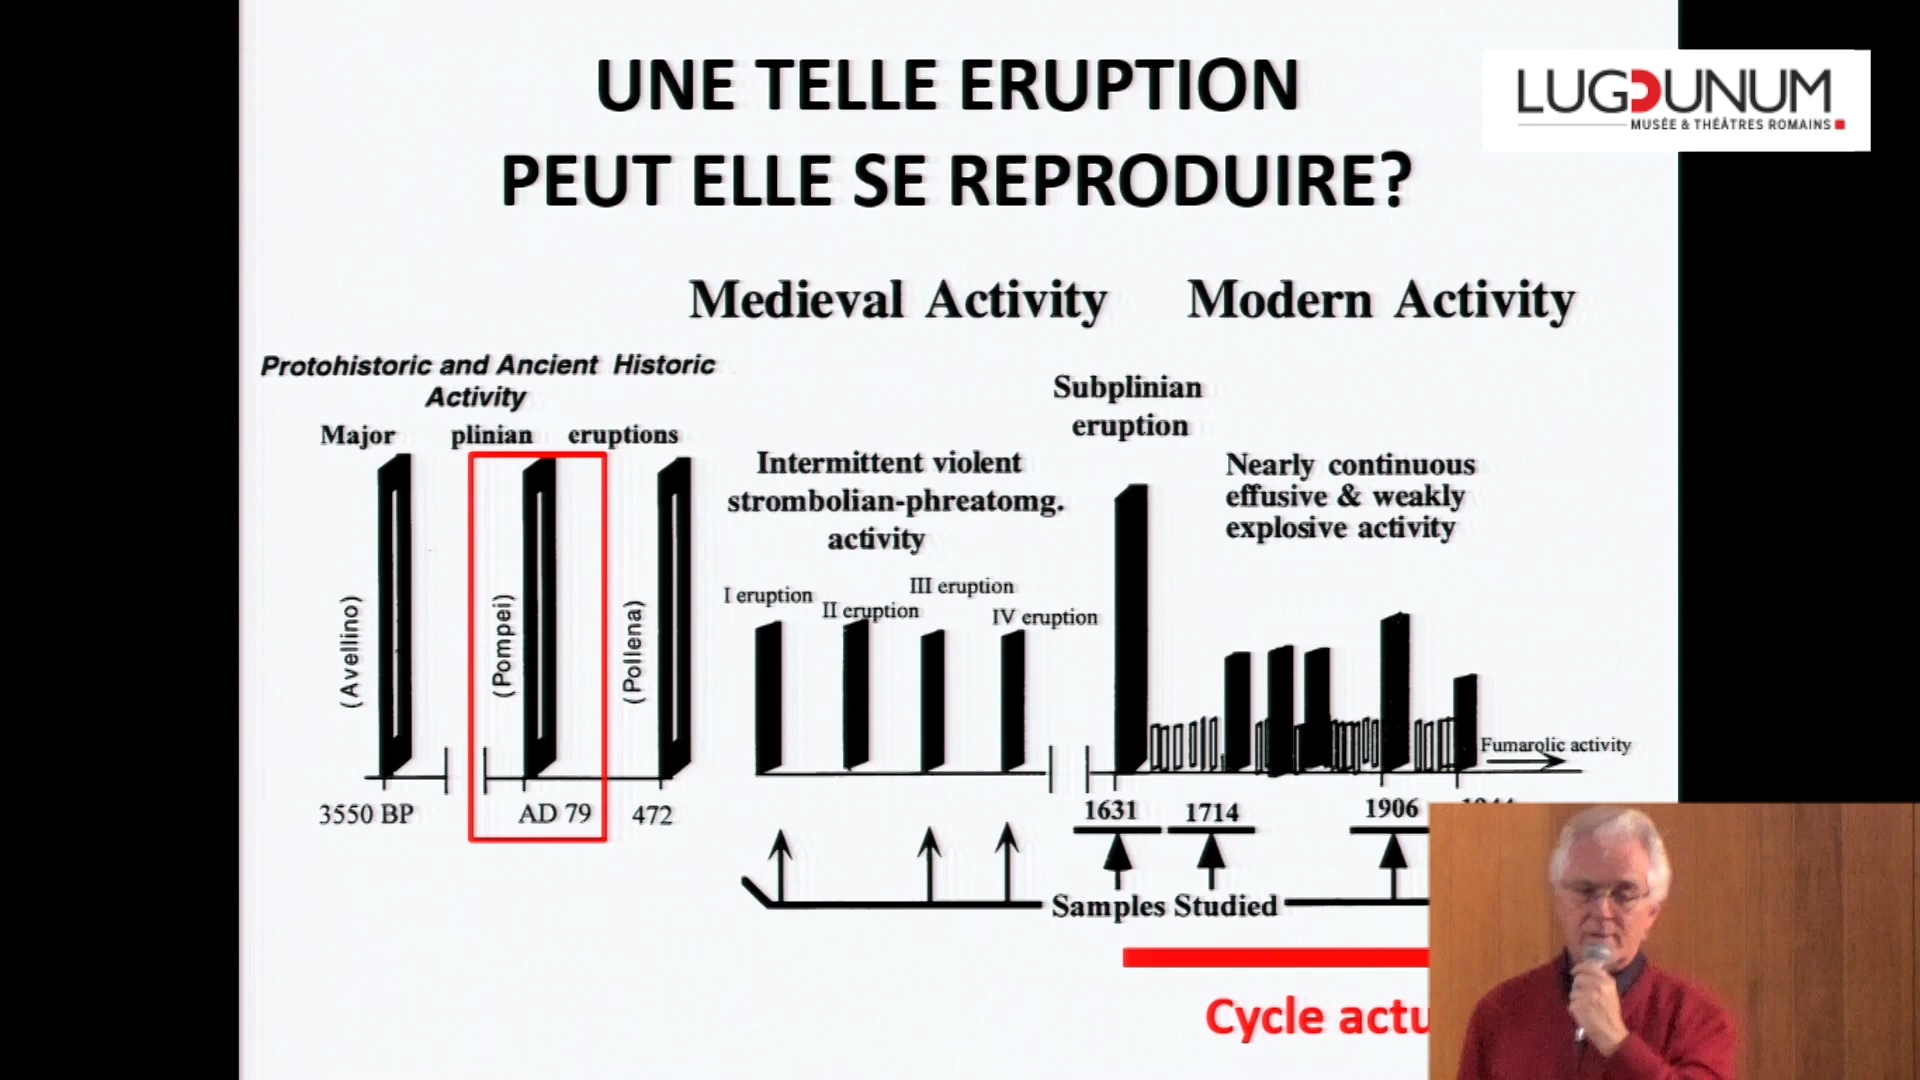 UNE TELLE ERUPTION
PEUT ELLE SE REPRODUIRE?
LUGDUNUM
MUSÉE & THÉÂTRES ROMAINS
Medieval Activity
Modern Activity
Protohistoric and Ancient Historic
Activity
Major plinian eruptions
Subplinian
eruption
Intermittent violent
strombolian-phreatomg.
activity
Nearly continuous
effusive & weakly
explosive activity
I eruption
II eruption
III eruption
IV eruption
(Avellino)
(Pompei)
(Pollena)
Fumarolic activity
3550 BP
AD 79
472
1631
1714
1906
Samples Studied
Cycle actu